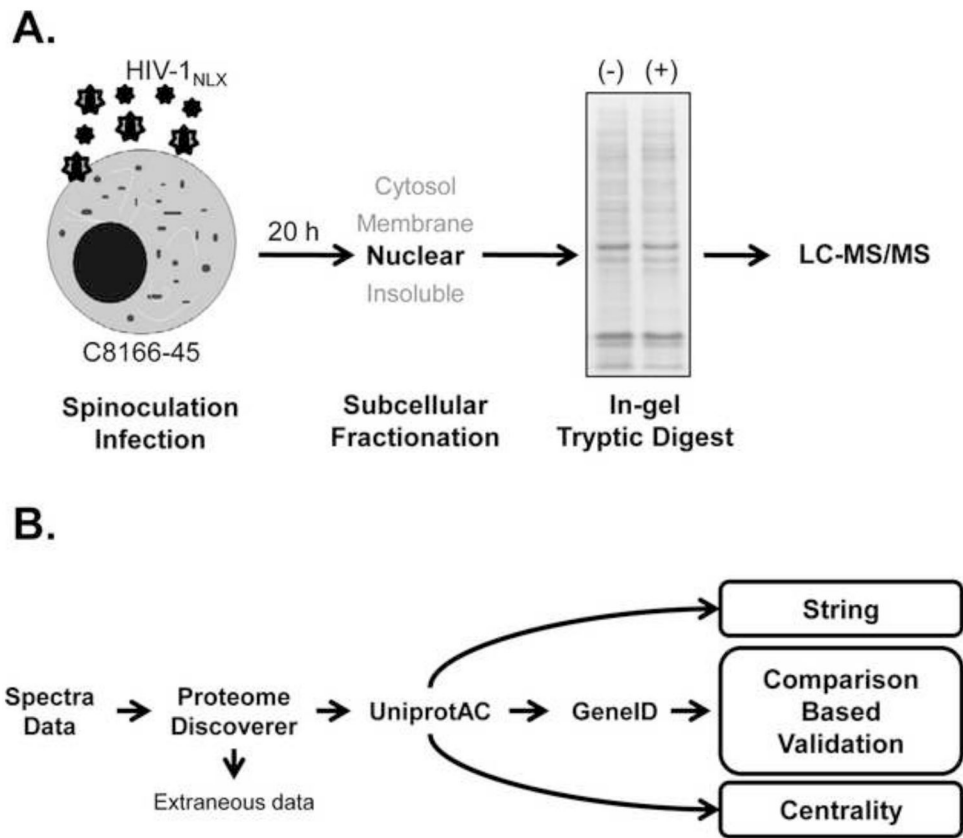 A.
HIV-1NLX
(-) (+)
Cytosol
Membrane
20 h
Nuclear
LC-MS/MS
Insoluble
C8166-45
Spinoculation
Infection
Subcellular
Fractionation
In-gel
Tryptic Digest
B.
String
Spectra
Data
Proteome
Discoverer
UniprotAC
GeneID
Comparison
Based
Validation
Extraneous data
Centrality